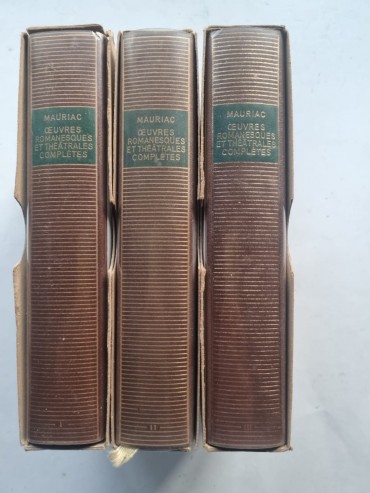 MAURIAC
ŒUVRES
ROMANESQUES
ET THÉÂTRALES
COMPLÈTES
I
MAURIAC
ŒUVRES
ROMANESQUES
ET THÉÂTRALES
COMPLÈTES
II
MAURIAC
ŒUVRES
ROMANESQUES
ET THÉÂTRALES
COMPLÈTES